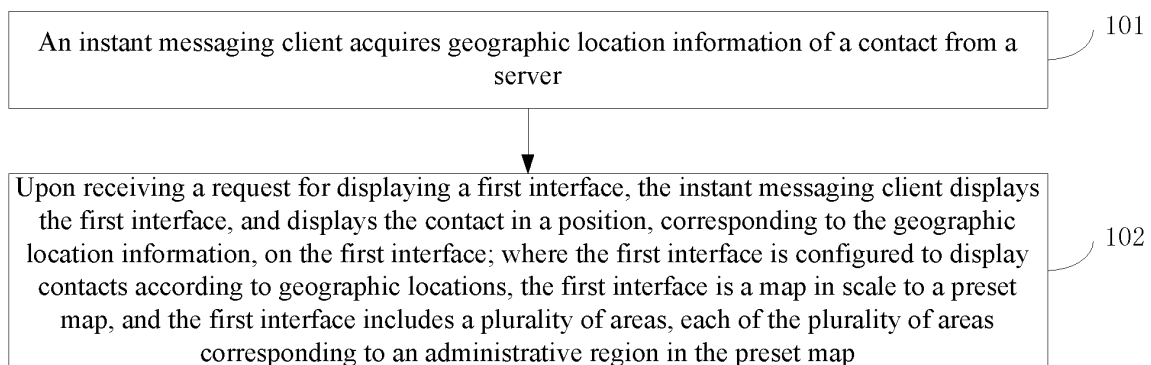 An instant messaging client acquires geographic location information of a contact from a
server
101
Upon receiving a request for displaying a first interface, the instant messaging client displays
the first interface, and displays the contact in a position, corresponding to the geographic
location information, on the first interface; where the first interface is configured to display
contacts according to geographic locations, the first interface is a map in scale to a preset
map, and the first interface includes a plurality of areas, each of the plurality of areas
corresponding to an administrative region in the preset map
102